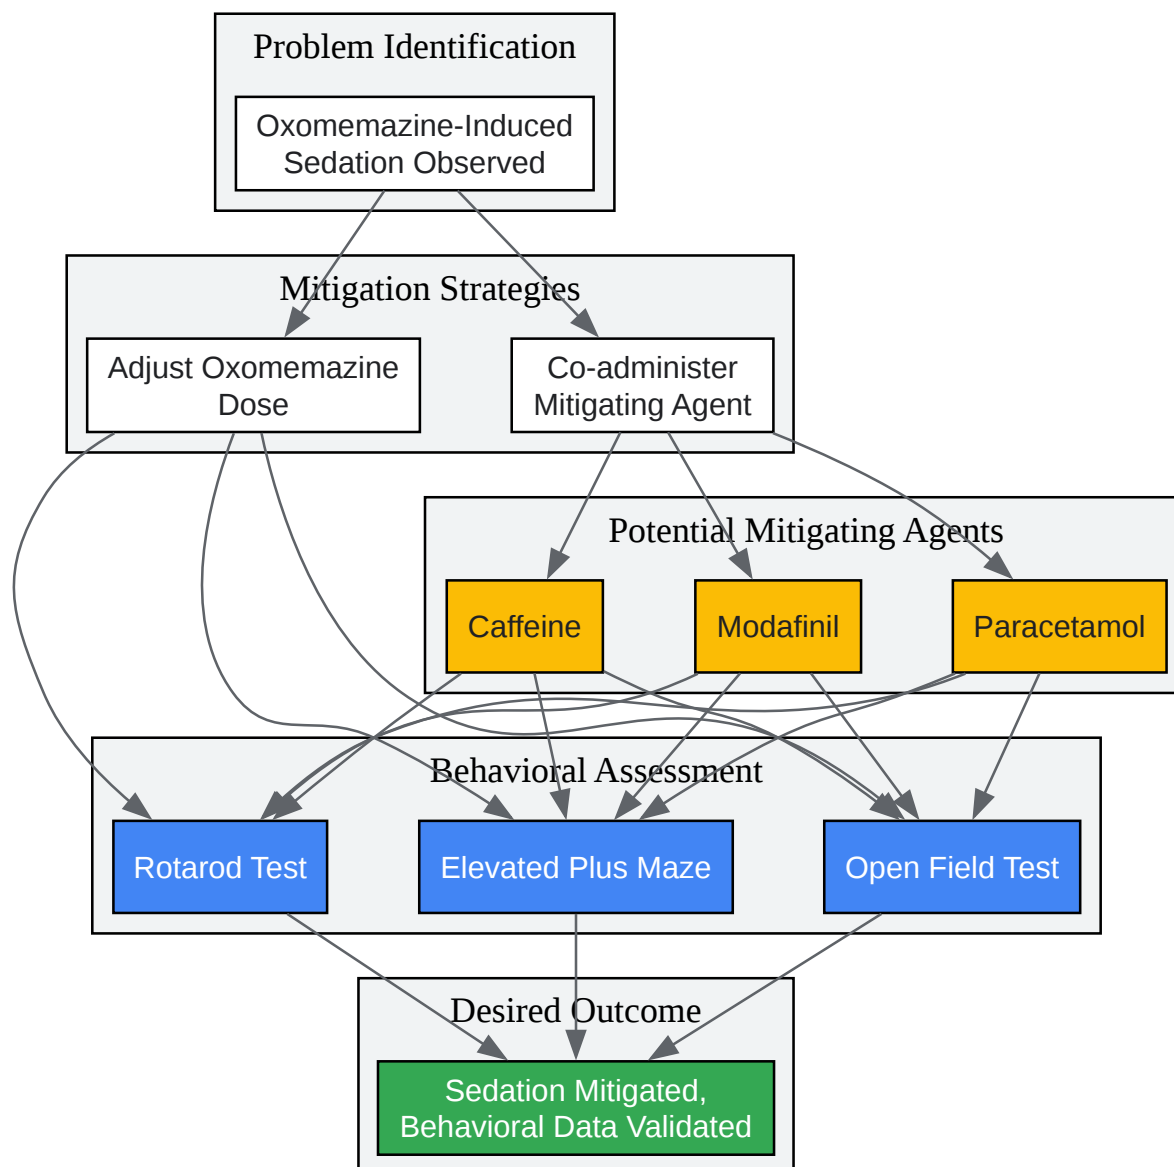 Problem Identification
Oxomemazine-Induced
Sedation Observed
Mitigation Strategies
Adjust Oxomemazine
Dose
Co-administer
Mitigating Agent
Potential Mitigating Agents
Caffeine
Modafinil
Paracetamol
Behavioral Assessment
Rotarod Test
Elevated Plus Maze
Open Field Test
Desired Outcome
Sedation Mitigated,
Behavioral Data Validated